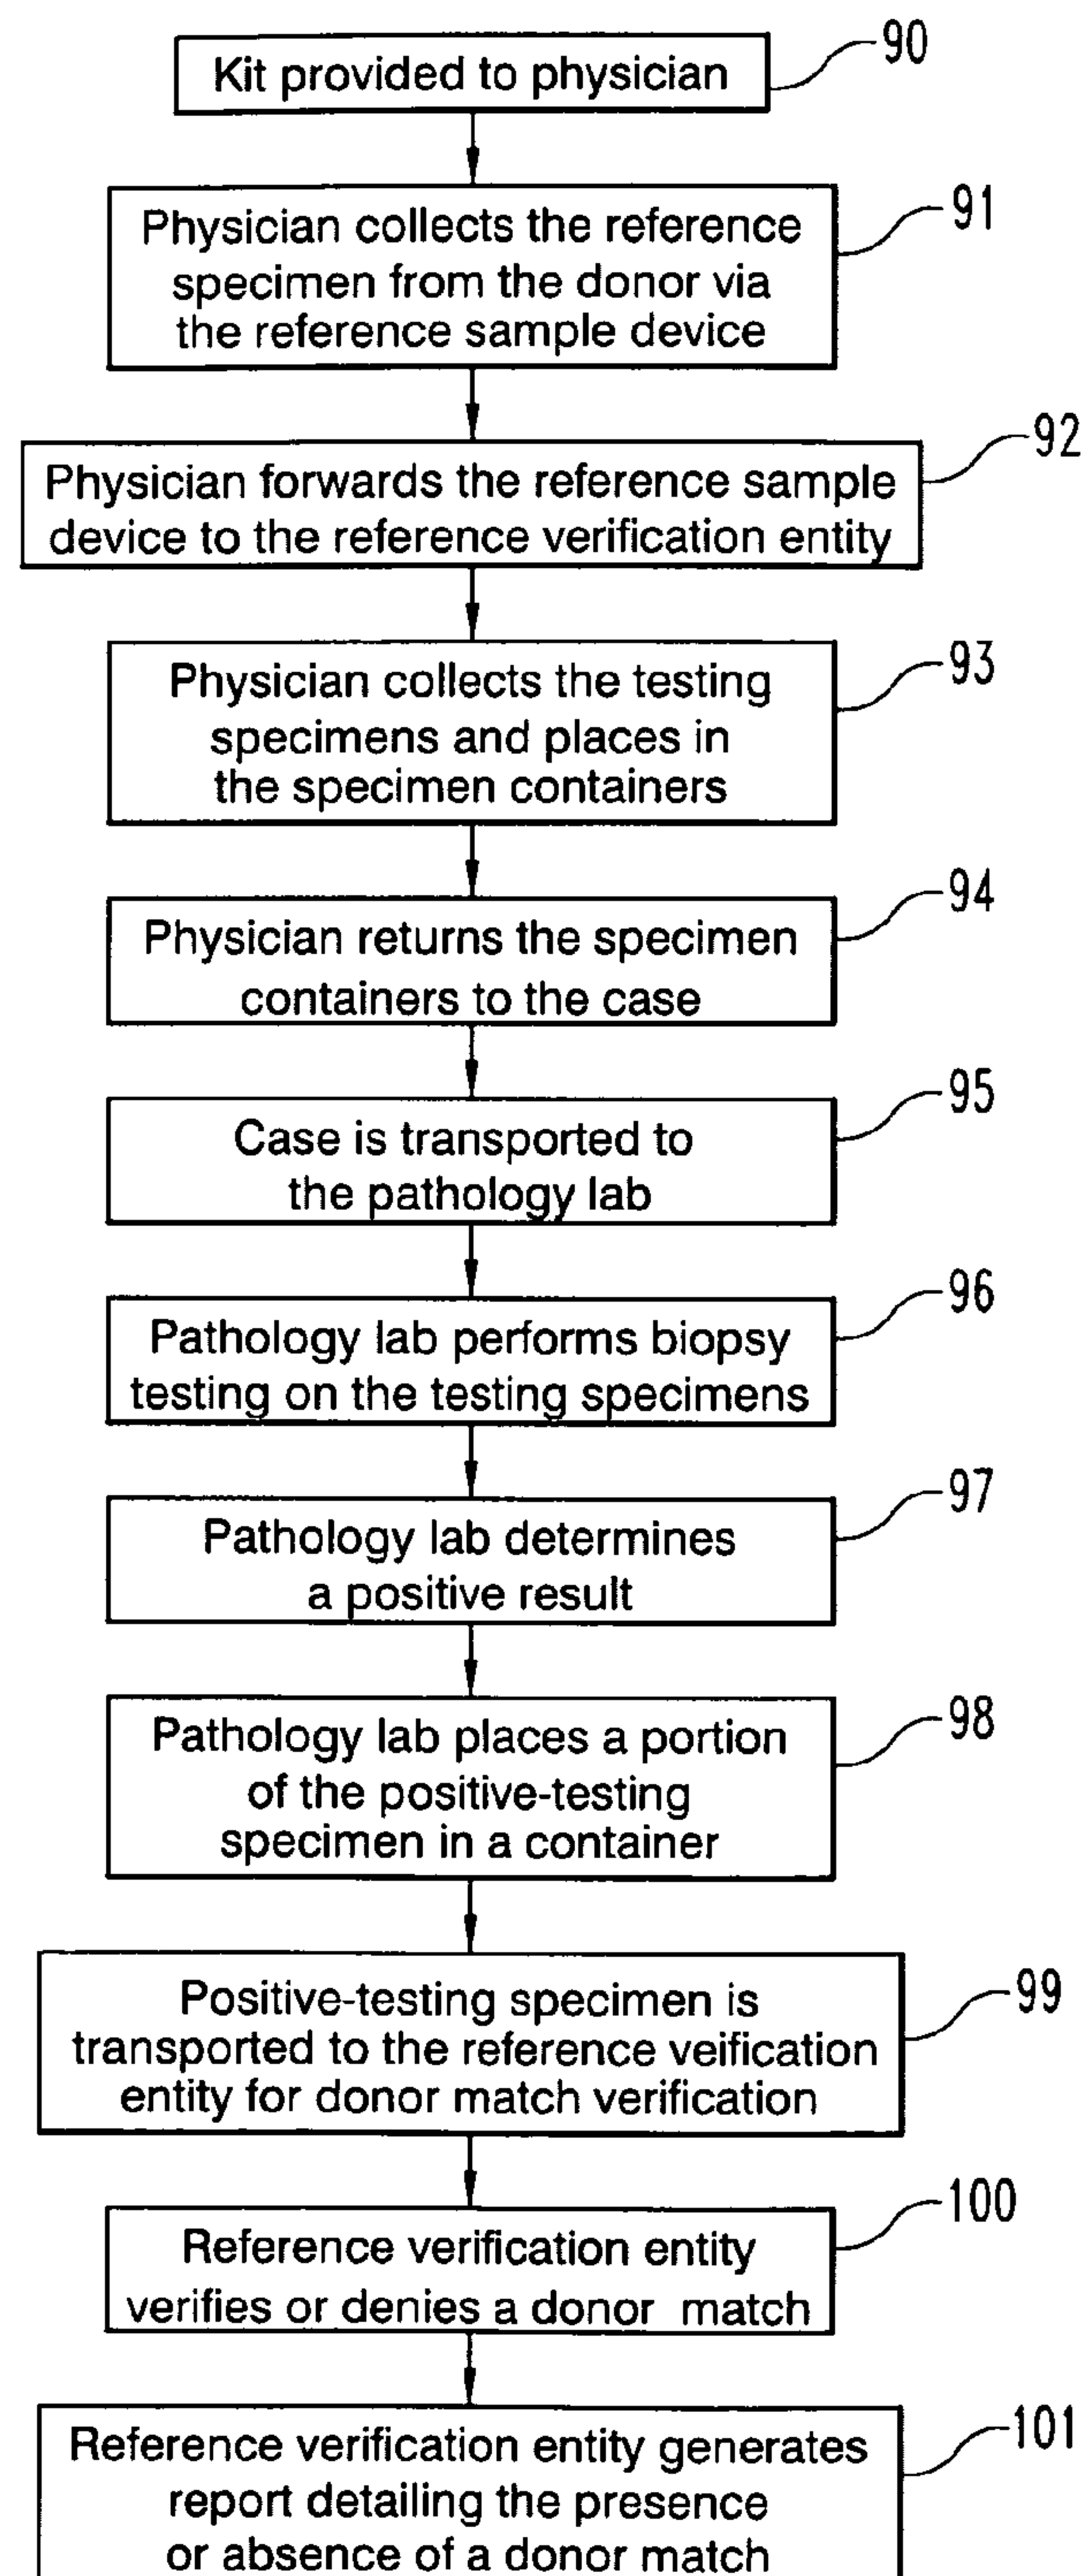 Kit provided to physician
90
Physician collects the reference
specimen from the donor via
the reference sample device
91
Physician forwards the reference sample
device to the reference verification entity
92
Physician collects the testing
specimens and places in
the specimen containers
93
Physician returns the specimen
containers to the case
94
Case is transported to
the pathology lab
95
Pathology lab performs biopsy
testing on the testing specimens
96
Pathology lab determines
a positive result
97
Pathology lab places a portion
of the positive-testing
specimen in a container
98
Positive-testing specimen is
transported to the reference veification
entity for donor match verification
99
Reference verification entity
verifies or denies a donor match
100
Reference verification entity generates
report detailing the presence
or absence of a donor match
101